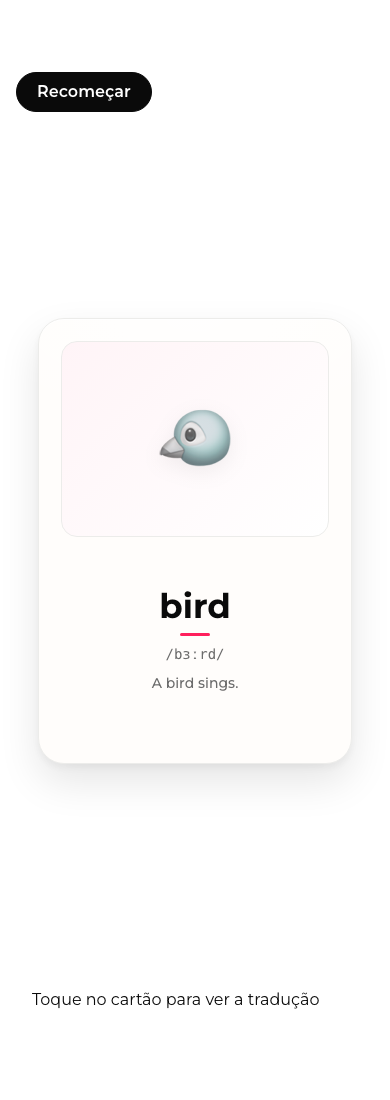 Recomeçar
bird
/bɜːrd/
A bird sings.
Toque no cartão para ver a tradução